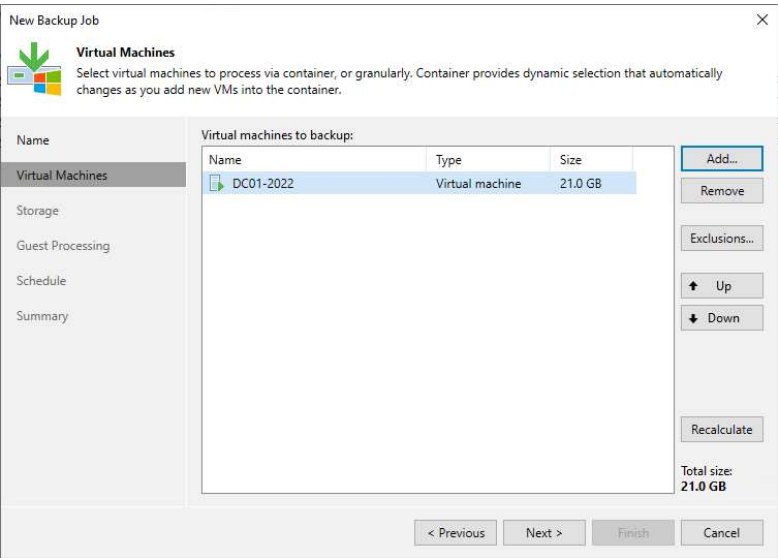 New Backup Job
Virtual Machines
Select virtual machines to process via container, or granularly. Container provides dynamic selection that automatically
changes as you add new VMs into the container.
Name
Virtual Machines
Storage
Guest Processing
Schedule
Summary
Virtual machines to backup:
Name Type Size
DC01-2022 Virtual machine 21.0 GB
Add...
Remove
Exclusions...
Up
Down
Recalculate
Total size:
21.0 GB
< Previous Next > Finish Cancel